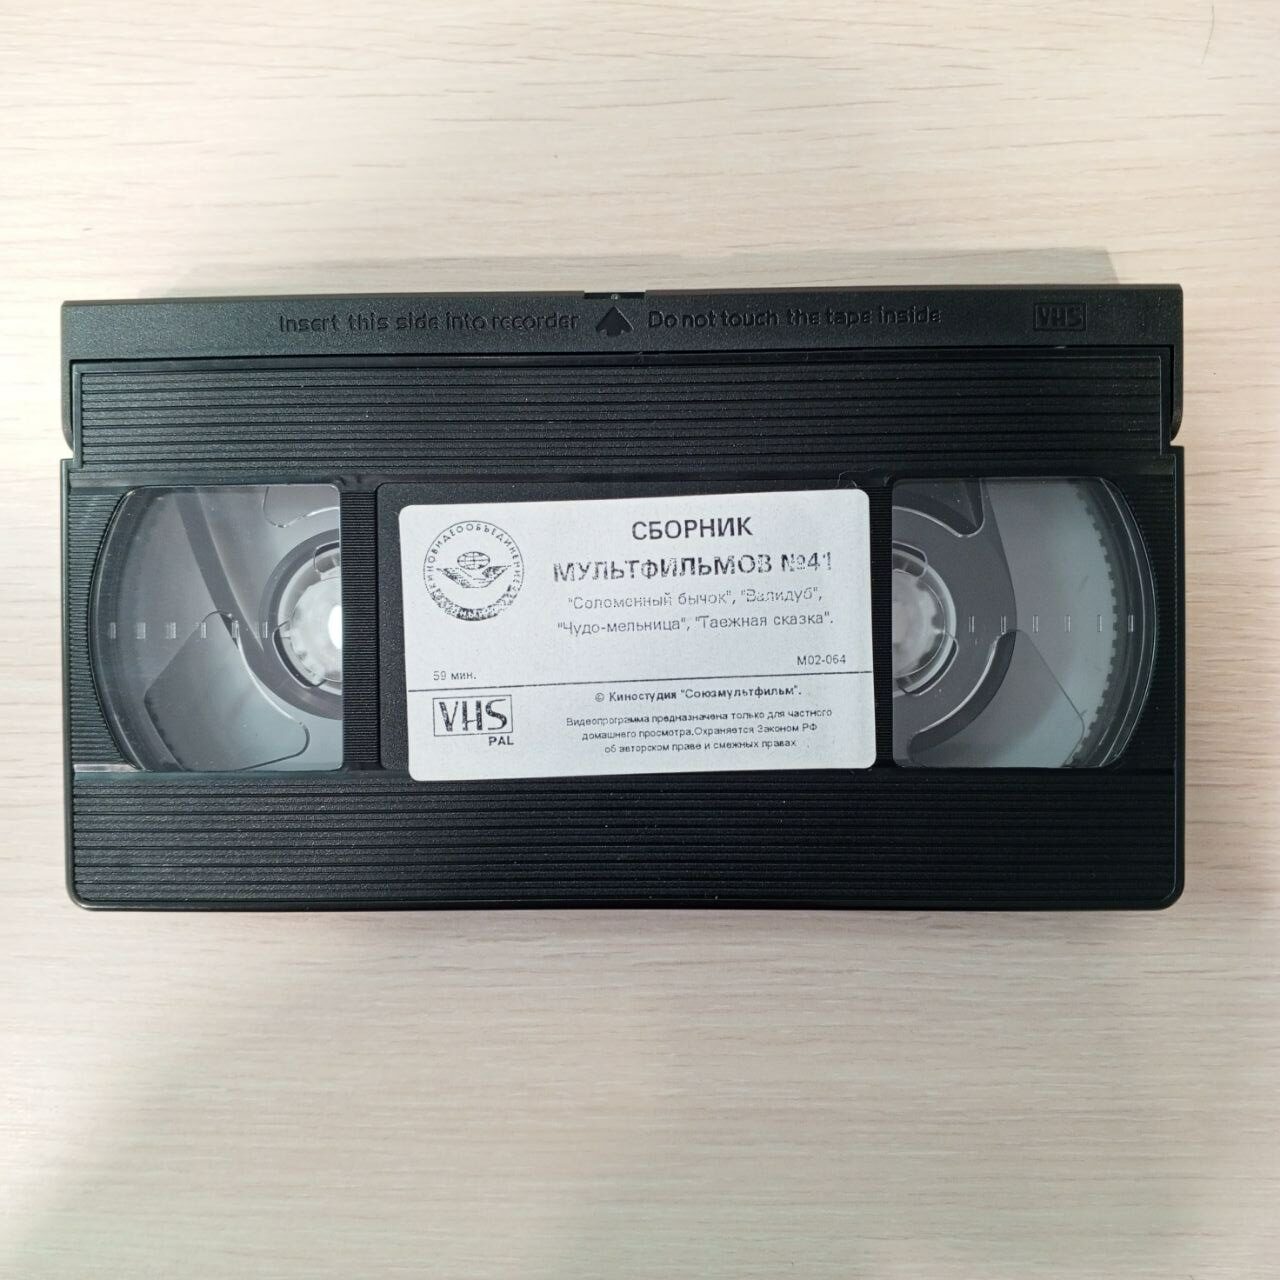 Insert this side into recorder Do not touch the tape inside VHS
КИНОВИДЕООБЪЕДИНЕНИЕ
СБОРНИК
МУЛЬТФИЛЬМОВ №41
"Соломенный бычок", "Валидуб",
"Чудо-мельница", "Таежная сказка".
59 мин. М02-064
© Киностудия "Союзмультфильм".
VHS
PAL
Видеопрограмма предназначена только для частного
домашнего просмотра.Охраняется Законом РФ
об авторском праве и смежных правах